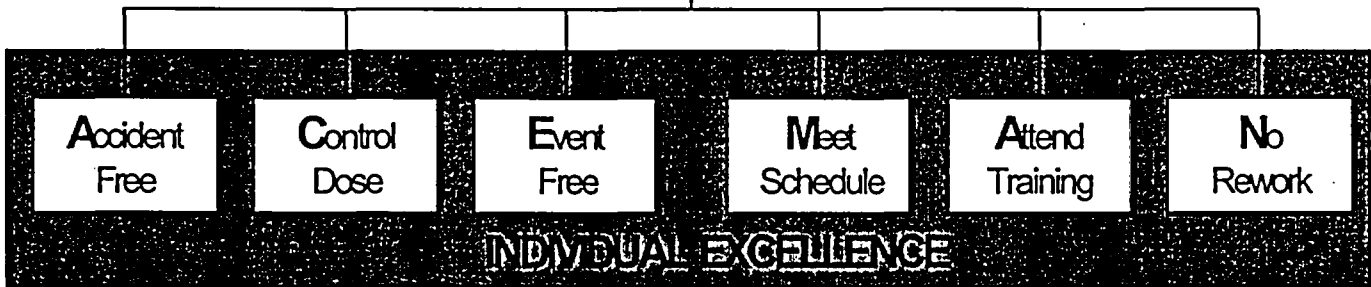 Accident
Free
Control
Dose
Event
Free
Meet
Schedule
Attend
Training
No
Rework
INDIVIDUAL EXCELLENCE